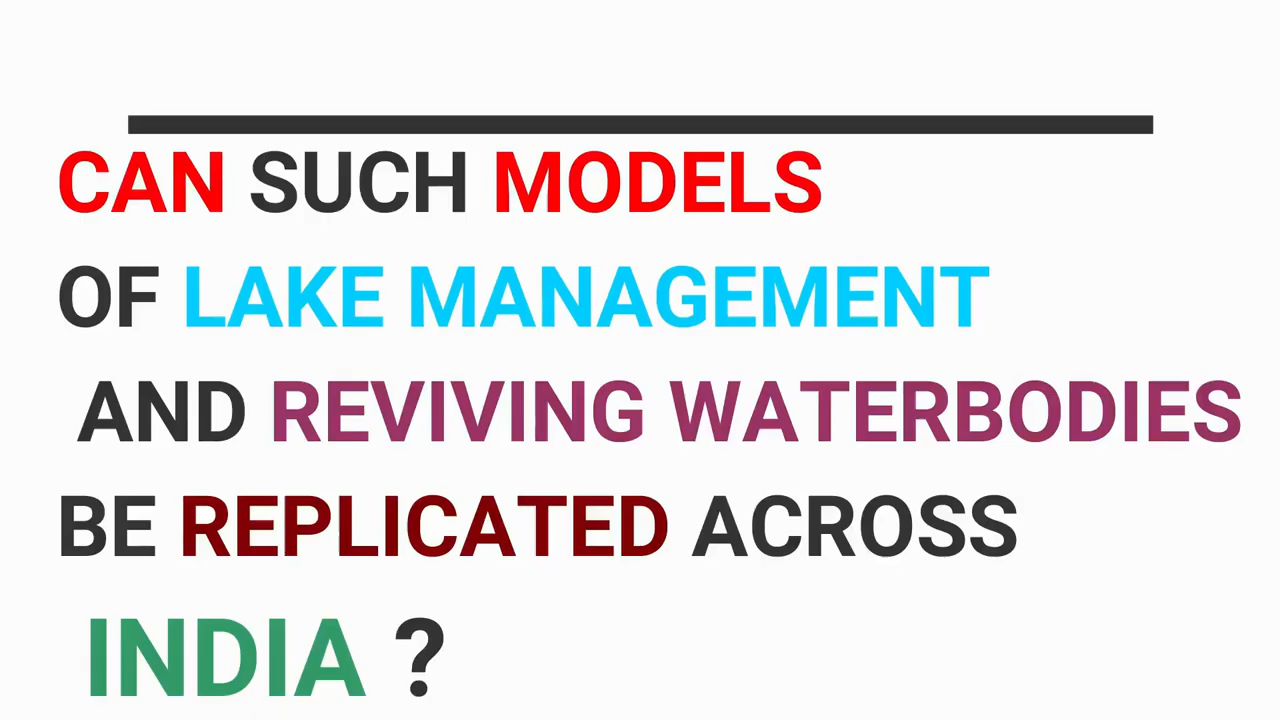 CAN SUCH MODELS
OF LAKE MANAGEMENT
AND REVIVING WATERBODIES
BE REPLICATED ACROSS
INDIA ?